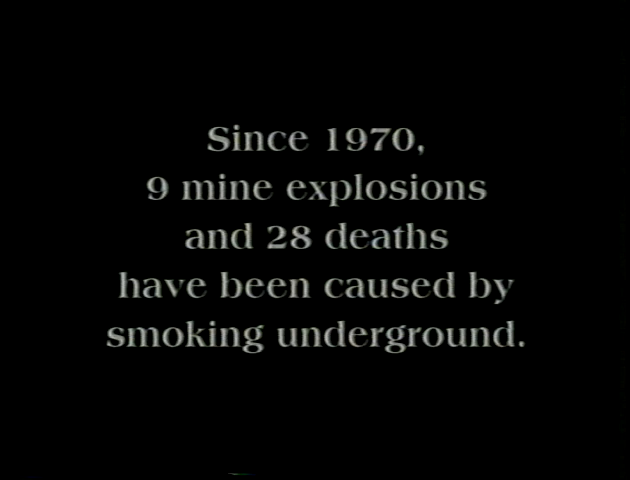 Since 1970,
9 mine explosions
and 28 deaths
have been caused by
smoking underground.